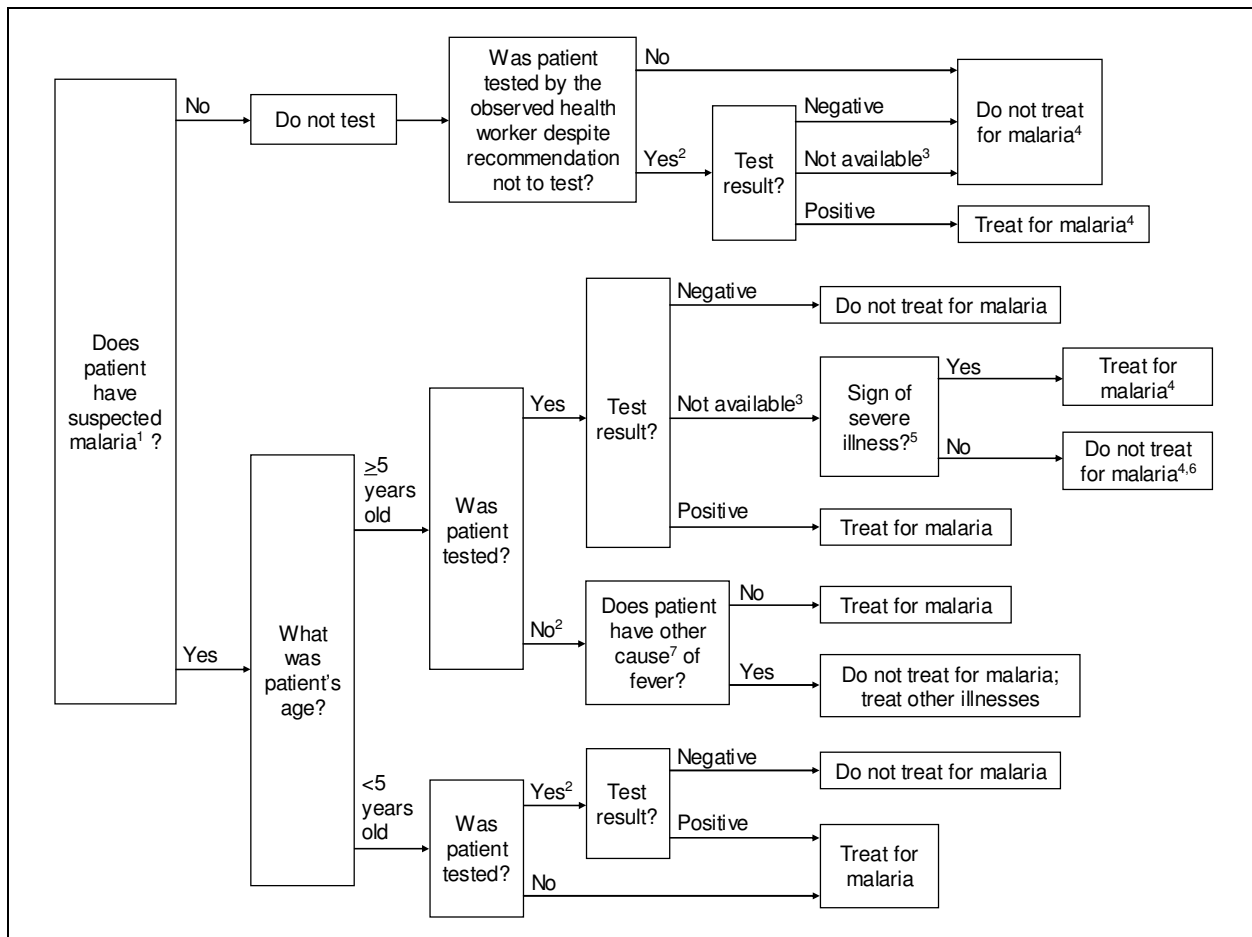 Does
patient
have
suspected
malaria¹ ?
No
Do not test
Was patient
tested by the
observed health
worker despite
recommendation
not to test?
No
Yes²
Test
result?
Negative
Not available³
Positive
Do not treat
for malaria⁴
Treat for malaria⁴
Yes
What
was
patient's
age?
≥5
years
old
Was
patient
tested?
Yes
Test
result?
Negative
Do not treat for malaria
Not available³
Sign of
severe
illness?⁵
Yes
Treat for
malaria⁴
No
Do not treat
for malaria⁴,⁶
Positive
Treat for malaria
No²
Does patient
have other
cause⁷ of
fever?
No
Treat for malaria
Yes
Do not treat for malaria;
treat other illnesses
<5
years
old
Was
patient
tested?
Yes²
Test
result?
Negative
Do not treat for malaria
Positive
No
Treat for
malaria